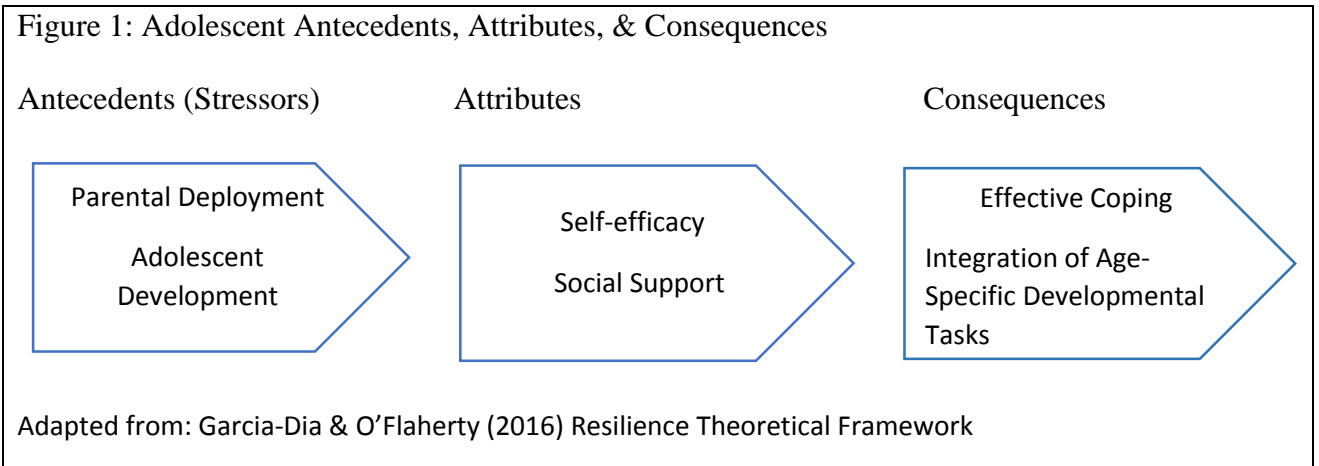 Figure 1: Adolescent Antecedents, Attributes, & Consequences
Antecedents (Stressors)
Attributes
Consequences
Parental Deployment
Adolescent
Development
Self-efficacy
Social Support
Effective Coping
Integration of Age-
Specific Developmental
Tasks
Adapted from: Garcia-Dia & O’Flaherty (2016) Resilience Theoretical Framework